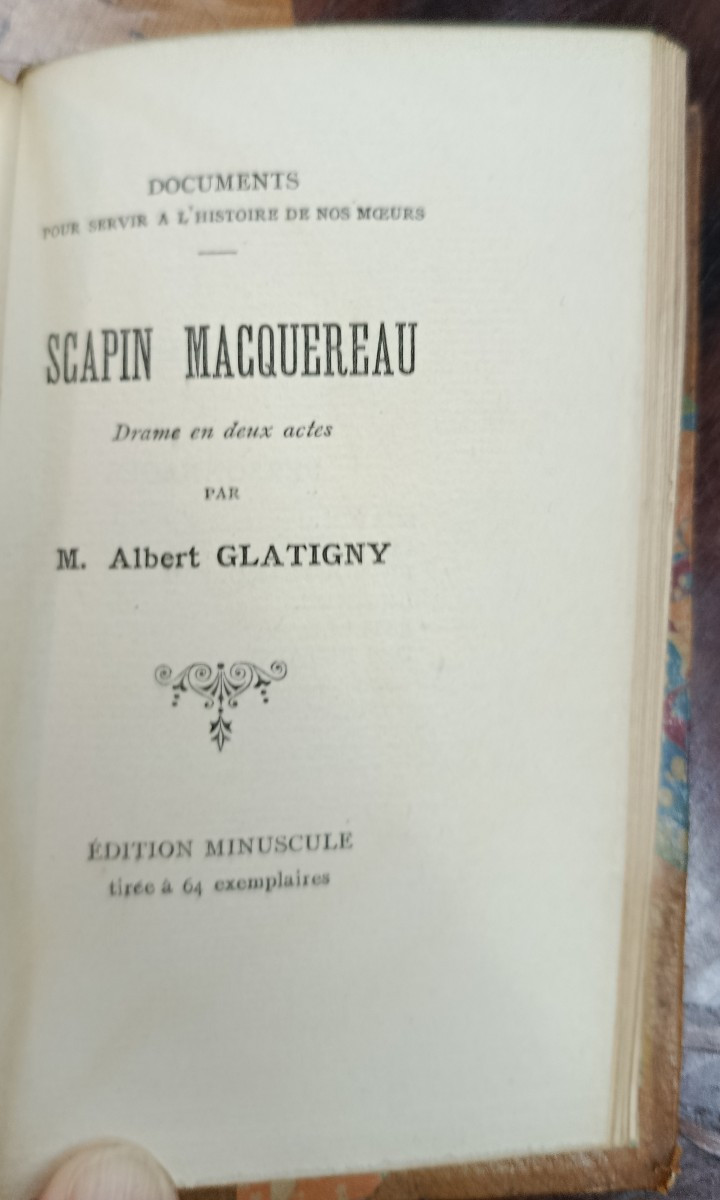 DOCUMENTS
POUR SERVIR A L'HISTOIRE DE NOS MŒURS
SCAPIN MACQUEREAU
Drame en deux actes
PAR
M. Albert GLATIGNY
ÉDITION MINUSCULE
tirée à 64 exemplaires